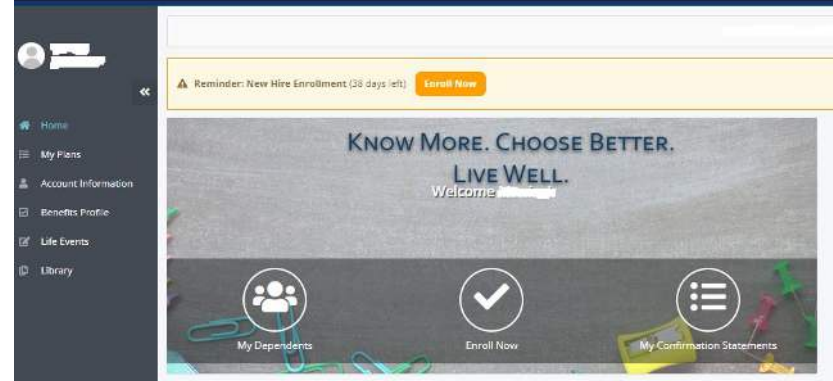 Reminder: New Hire Enrollment (38 days left) Enroll Now
Home
My Plans
Account Information
Benefits Profile
Life Events
Library
KNOW MORE. CHOOSE BETTER.
LIVE WELL.
Welcome
My Dependents
Enroll Now
My Confirmation Statements